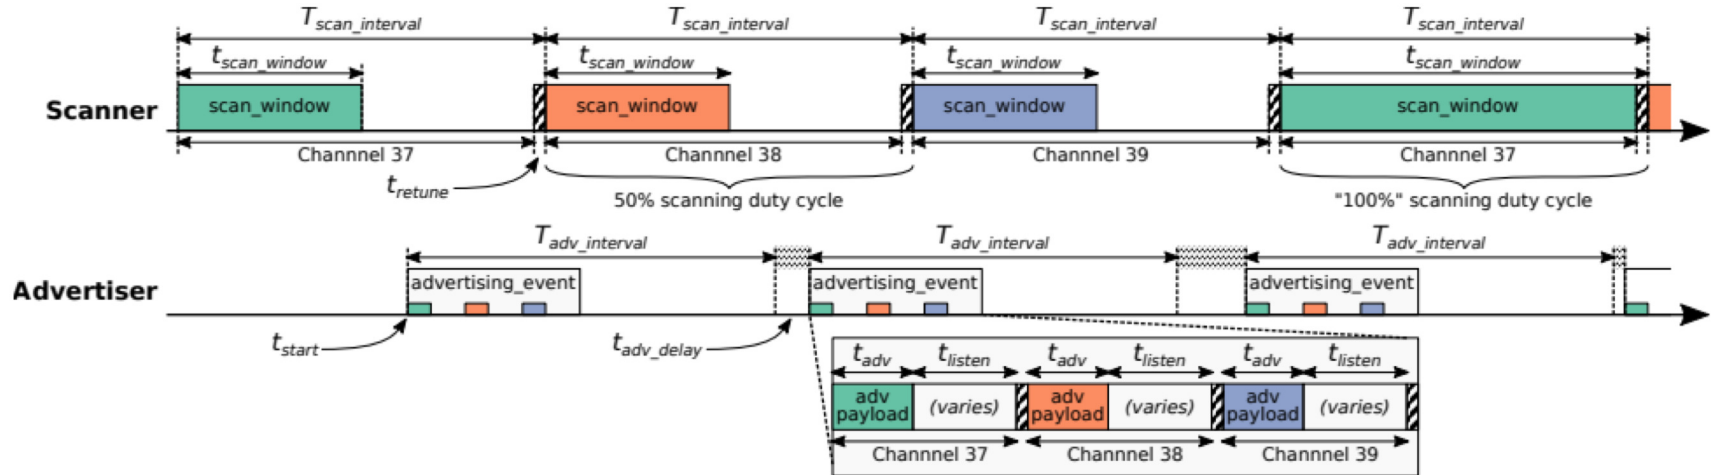 T_scan_interval T_scan_interval T_scan_interval T_scan_interval
t_scan_window t_scan_window t_scan_window t_scan_window
Scanner scan_window scan_window scan_window scan_window
Channnel 37 Channnel 38 Channnel 39 Channnel 37
t_retune
50% scanning duty cycle "100%" scanning duty cycle
T_adv_interval T_adv_interval T_adv_interval
Advertiser advertising_event advertising_event advertising_event
t_start t_adv_delay
t_adv t_listen t_adv t_listen t_adv t_listen
adv payload (varies) adv payload (varies) adv payload (varies)
Channnel 37 Channnel 38 Channnel 39